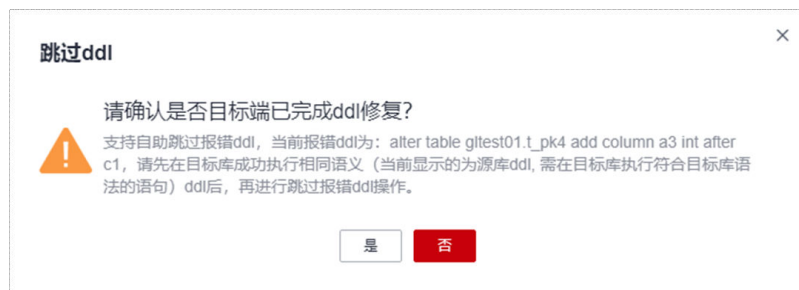 跳过ddl
请确认是否目标端已完成ddl修复?
支持自助跳过报错ddl，当前报错ddl为：alter table gltest01.t_pk4 add column a3 int after
c1，请先在目标库成功执行相同语义（当前显示的为源库ddl, 需在目标库执行符合目标库语
法的语句）ddl后，再进行跳过报错ddl操作。
是 否